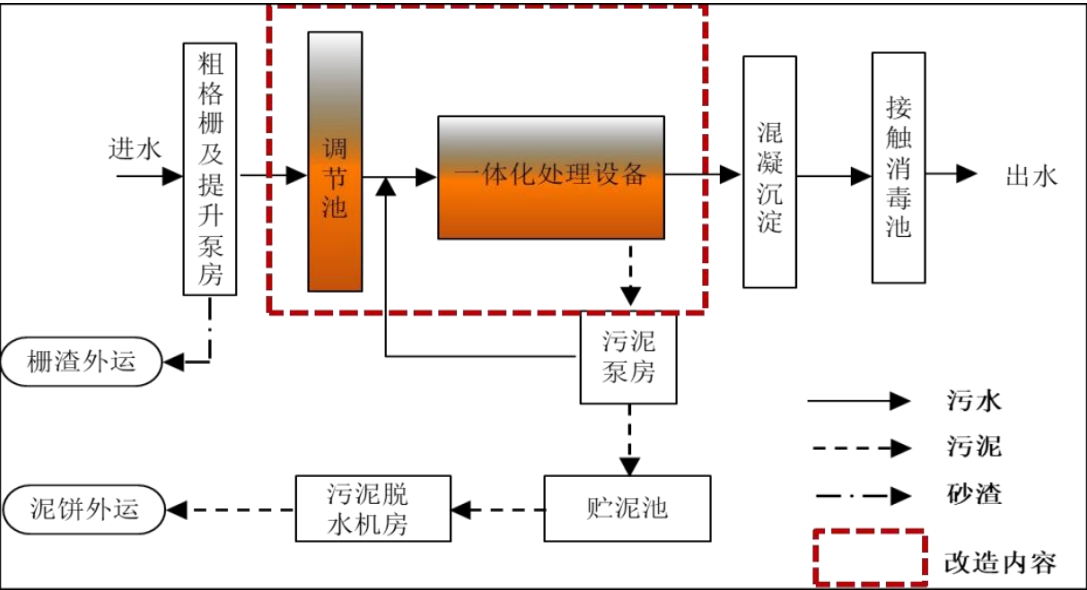 进水
粗格栅及提升泵房
调节池
一体化处理设备
混凝沉淀
接触消毒池
出水
栅渣外运
污泥
泵房
泥饼外运
污泥脱
水机房
贮泥池
污水
污泥
砂渣
改造内容